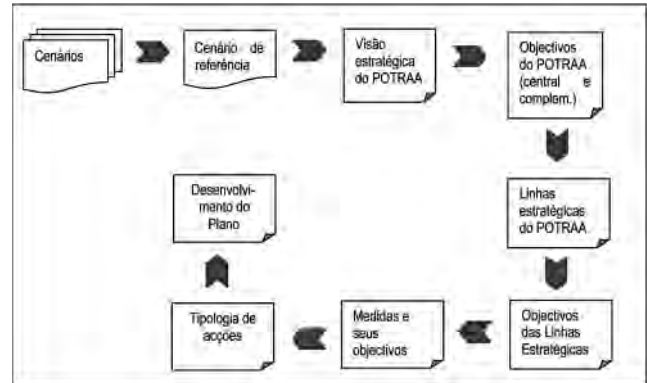 Cenários
Cenário de
referência
Visão
estratégica
do POTRAA
Objectivos
do POTRAA
(central e
complem.)
Linhas
estratégicas
do POTRAA
Objectivos
das Linhas
Estratégicas
Medidas e
seus
objectivos
Tipologia de
acções
Desenvolvi-
mento do
Plano